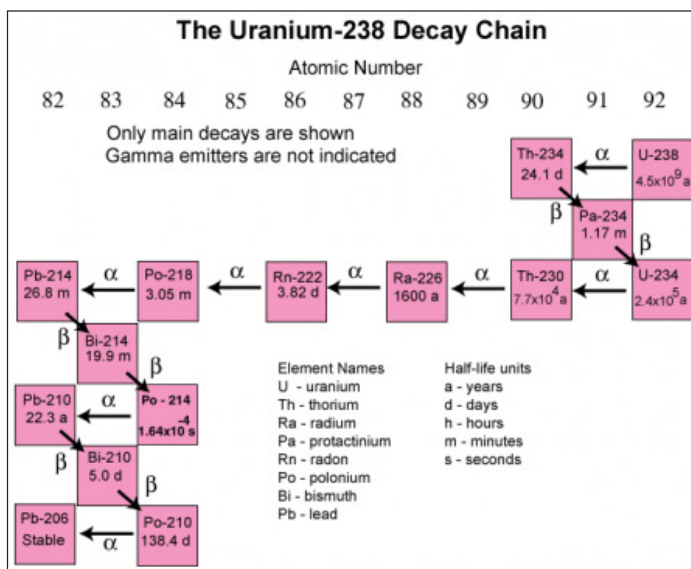 The Uranium-238 Decay Chain
Atomic Number
82 83 84 85 86 87 88 89 90 91 92
Only main decays are shown
Gamma emitters are not indicated
Th-234
24.1 d
α
U-238
4.5x10⁹a
β
Pa-234
1.17 m
β
Pb-214
26.8 m
α
Po-218
3.05 m
α
Rn-222
3.82 d
α
Ra-226
1600 a
α
Th-230
7.7x10⁴a
α
U-234
2.4x10⁵a
β
Bi-214
19.9 m
β
Pb-210
22.3 a
α
Po - 214
-4
1.64x10 s
β
Bi-210
5.0 d
β
Pb-206
Stable
α
Po-210
138.4 d
Element Names
U - uranium
Th - thorium
Ra - radium
Pa - protactinium
Rn - radon
Po - polonium
Bi - bismuth
Pb - lead
Half-life units
a - years
d - days
h - hours
m - minutes
s - seconds